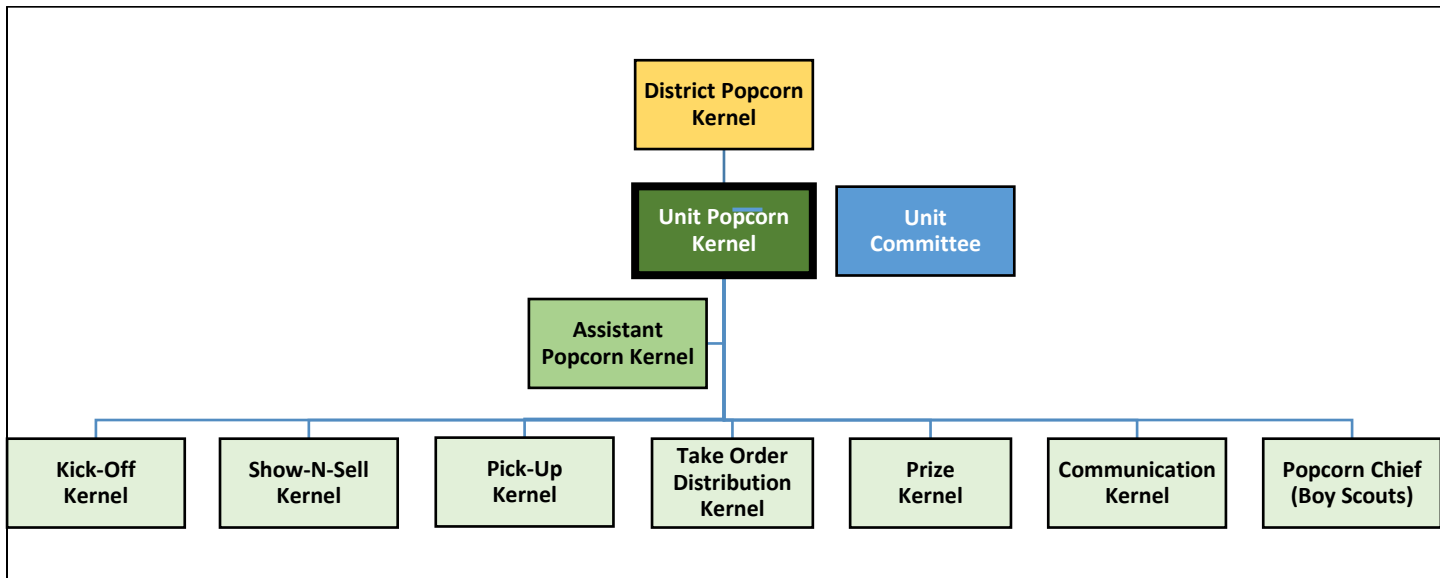 District Popcorn
Kernel
Unit Popcorn
Kernel
Unit
Committee
Assistant
Popcorn Kernel
Kick-Off
Kernel
Show-N-Sell
Kernel
Pick-Up
Kernel
Take Order
Distribution
Kernel
Prize
Kernel
Communication
Kernel
Popcorn Chief
(Boy Scouts)